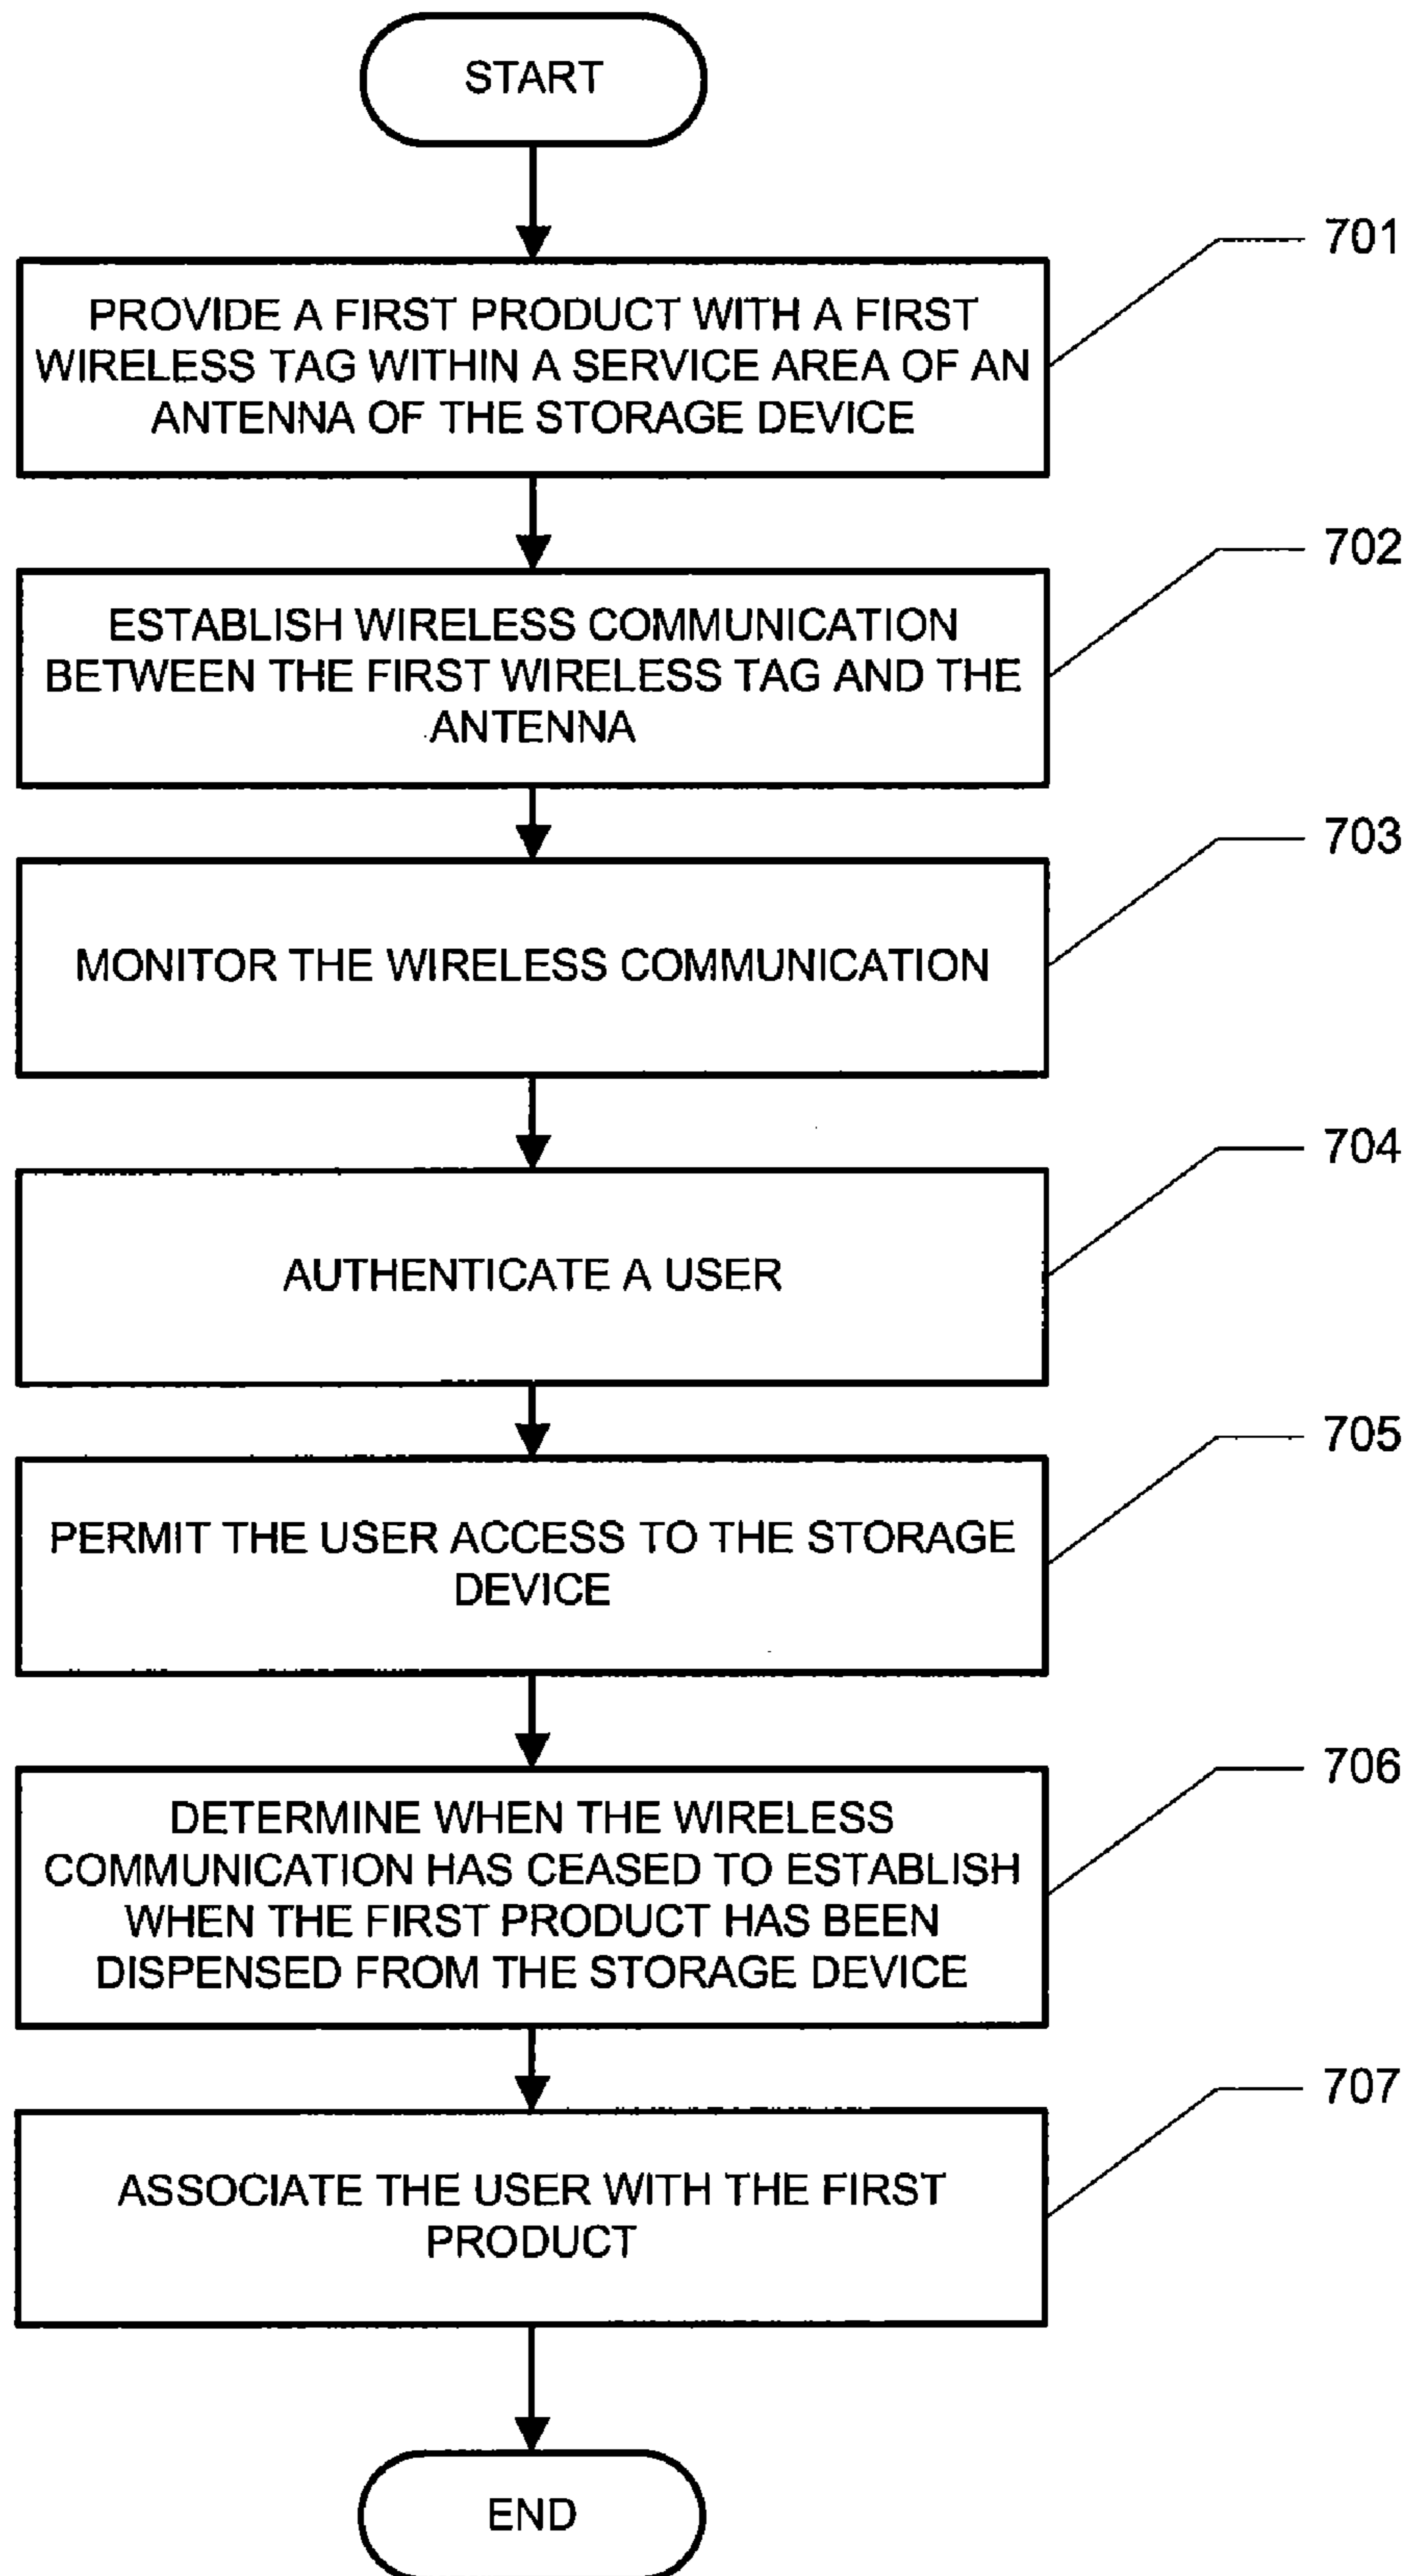 START
701
PROVIDE A FIRST PRODUCT WITH A FIRST
WIRELESS TAG WITHIN A SERVICE AREA OF AN
ANTENNA OF THE STORAGE DEVICE
702
ESTABLISH WIRELESS COMMUNICATION
BETWEEN THE FIRST WIRELESS TAG AND THE
ANTENNA
703
MONITOR THE WIRELESS COMMUNICATION
704
AUTHENTICATE A USER
705
PERMIT THE USER ACCESS TO THE STORAGE
DEVICE
706
DETERMINE WHEN THE WIRELESS
COMMUNICATION HAS CEASED TO ESTABLISH
WHEN THE FIRST PRODUCT HAS BEEN
DISPENSED FROM THE STORAGE DEVICE
707
ASSOCIATE THE USER WITH THE FIRST
PRODUCT
END